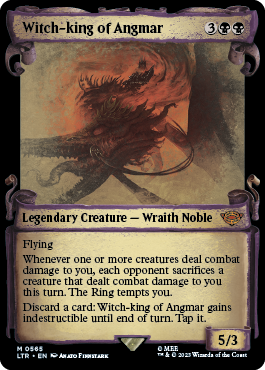 Witch-king of Angmar 3
Legendary Creature — Wraith Noble
Flying
Whenever one or more creatures deal combat
damage to you, each opponent sacrifices a
creature that dealt combat damage to you
this turn. The Ring tempts you.
Discard a card: Witch-king of Angmar gains
indestructible until end of turn. Tap it.
5/3
M 0565
LTR • EN ANATO FINNSTARK
© MEE
™ & © 2023 Wizards of the Coast